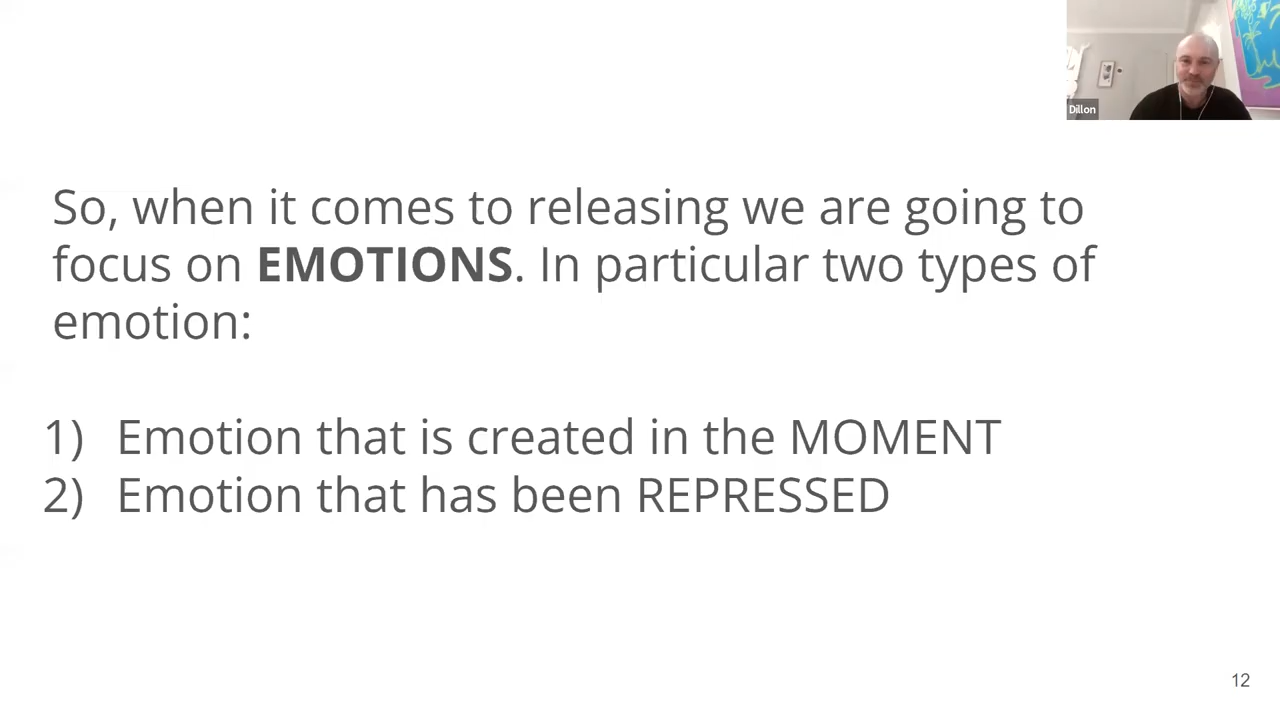 Dillon
So, when it comes to releasing we are going to
focus on EMOTIONS. In particular two types of
emotion:
1) Emotion that is created in the MOMENT
2) Emotion that has been REPRESSED
12